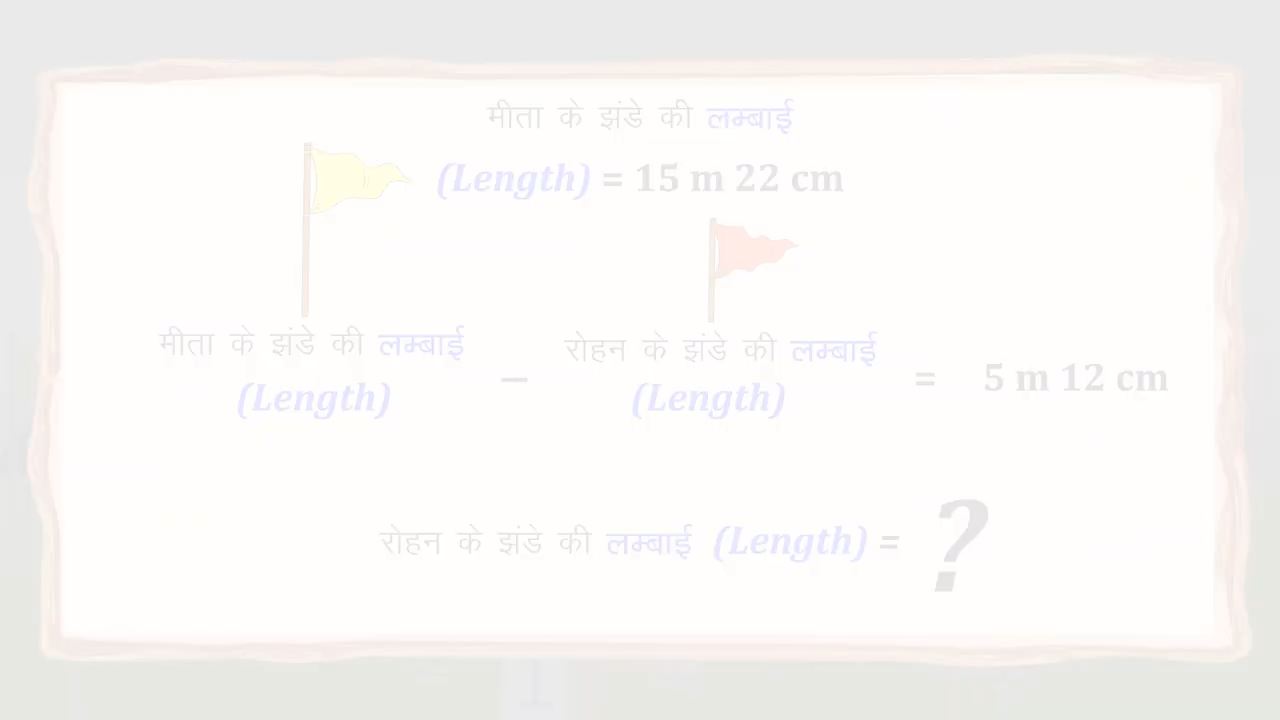 मीता के झंडे की लम्बाई
(Length) = 15 m 22 cm
मीता के झंडे की लम्बाई
(Length)
–
रोहन के झंडे की लम्बाई
(Length)
= 5 m 12 cm
रोहन के झंडे की लम्बाई (Length) = ?